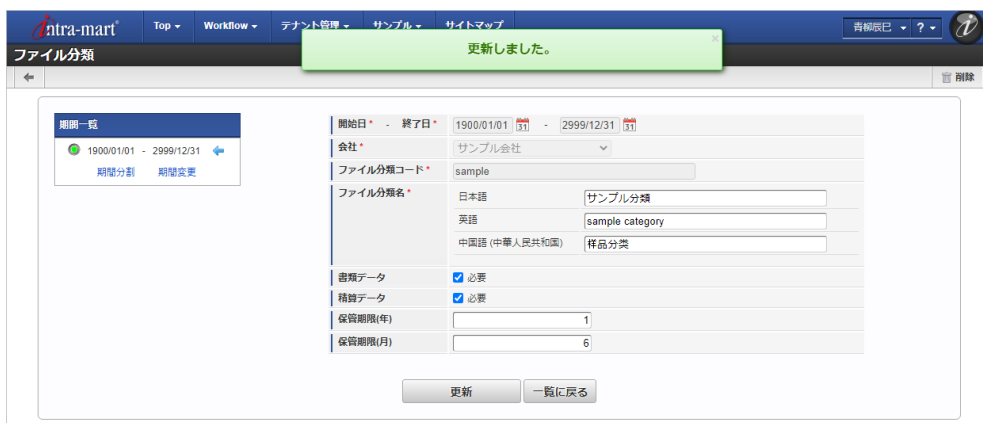 intra-mart Top Workflow テナント管理 サンプル サイトマップ 青柳辰巳 ?
更新しました。 ×
ファイル分類
削除
期間一覧
1900/01/01 - 2999/12/31
期間分割 期間変更
開始日* - 終了日* 1900/01/01 31 - 2999/12/31 31
会社* サンプル会社
ファイル分類コード* sample
ファイル分類名* 日本語 サンプル分類
英語 sample category
中国語 (中華人民共和国) 样品分类
書類データ 必要
積算データ 必要
保管期限(年) 1
保管期限(月) 6
更新 一覧に戻る